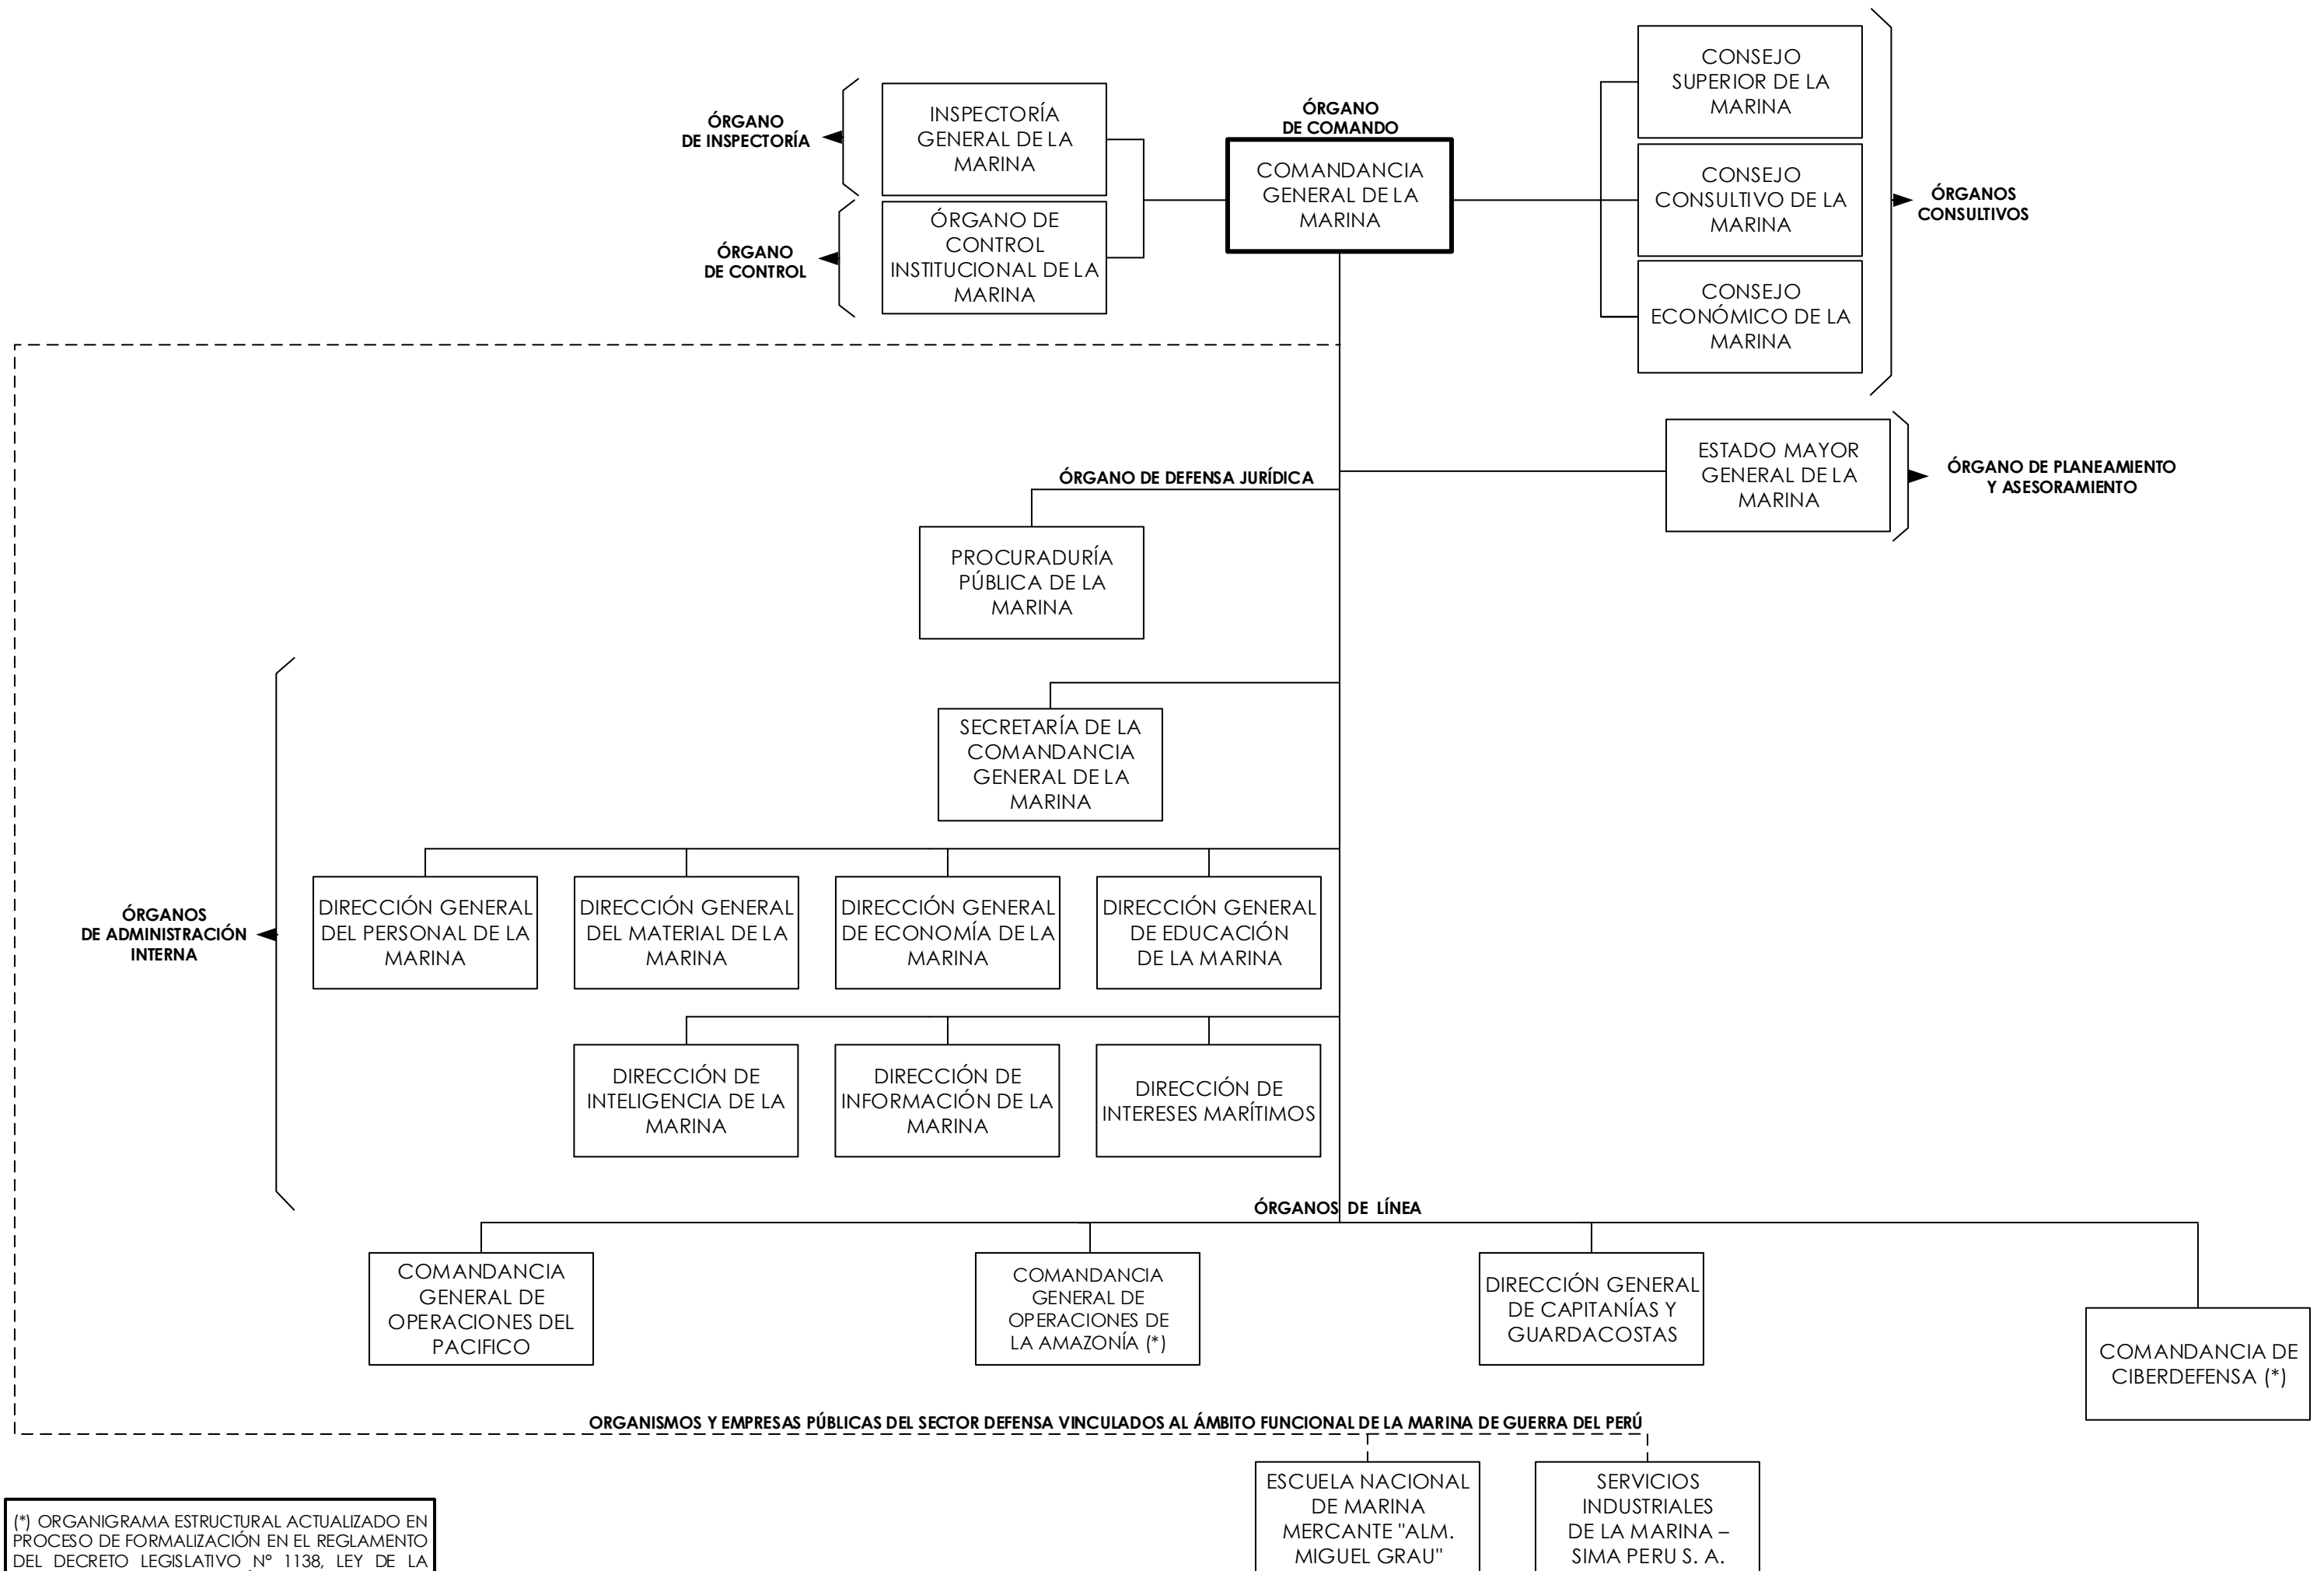 ÓRGANO
DE INSPECTORÍA
INSPECTORÍA
GENERAL DE LA
MARINA
ÓRGANO
DE CONTROL
ÓRGANO DE
CONTROL
INSTITUCIONAL DE LA
MARINA
ÓRGANO
DE COMANDO
COMANDANCIA
GENERAL DE LA
MARINA
CONSEJO
SUPERIOR DE LA
MARINA
CONSEJO
CONSULTIVO DE LA
MARINA
CONSEJO
ECONÓMICO DE LA
MARINA
ÓRGANOS
CONSULTIVOS
ESTADO MAYOR
GENERAL DE LA
MARINA
ÓRGANO DE PLANEAMIENTO
Y ASESORAMIENTO
ÓRGANO DE DEFENSA JURÍDICA
PROCURADURÍA
PÚBLICA DE LA
MARINA
SECRETARÍA DE LA
COMANDANCIA
GENERAL DE LA
MARINA
ÓRGANOS
DE ADMINISTRACIÓN
INTERNA
DIRECCIÓN GENERAL
DEL PERSONAL DE LA
MARINA
DIRECCIÓN GENERAL
DEL MATERIAL DE LA
MARINA
DIRECCIÓN GENERAL
DE ECONOMÍA DE LA
MARINA
DIRECCIÓN GENERAL
DE EDUCACIÓN
DE LA MARINA
DIRECCIÓN DE
INTELIGENCIA DE LA
MARINA
DIRECCIÓN DE
INFORMACIÓN DE LA
MARINA
DIRECCIÓN DE
INTERESES MARÍTIMOS
ÓRGANOS DE LÍNEA
COMANDANCIA
GENERAL DE
OPERACIONES DEL
PACIFICO
COMANDANCIA
GENERAL DE
OPERACIONES DE
LA AMAZONÍA (*)
DIRECCIÓN GENERAL
DE CAPITANÍAS Y
GUARDACOSTAS
COMANDANCIA DE
CIBERDEFENSA (*)
ORGANISMOS Y EMPRESAS PÚBLICAS DEL SECTOR DEFENSA VINCULADOS AL ÁMBITO FUNCIONAL DE LA MARINA DE GUERRA DEL PERÚ
ESCUELA NACIONAL
DE MARINA
MERCANTE "ALM.
MIGUEL GRAU"
SERVICIOS
INDUSTRIALES
DE LA MARINA –
SIMA PERU S. A.
(*) ORGANIGRAMA ESTRUCTURAL ACTUALIZADO EN
PROCESO DE FORMALIZACIÓN EN EL REGLAMENTO
DEL DECRETO LEGISLATIVO Nº 1138, LEY DE LA